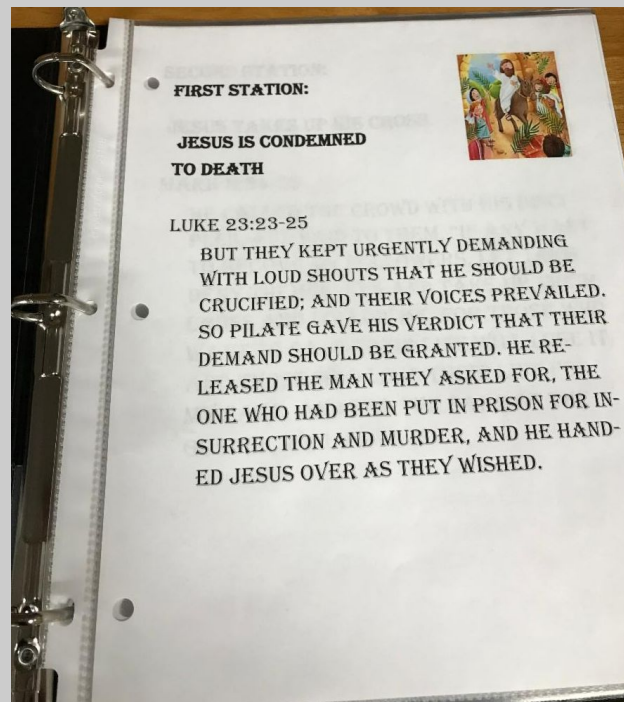 FIRST STATION:
JESUS IS CONDEMNED
TO DEATH
LUKE 23:23-25
BUT THEY KEPT URGENTLY DEMANDING
WITH LOUD SHOUTS THAT HE SHOULD BE
CRUCIFIED; AND THEIR VOICES PREVAILED.
SO PILATE GAVE HIS VERDICT THAT THEIR
DEMAND SHOULD BE GRANTED. HE RE-
LEASED THE MAN THEY ASKED FOR, THE
ONE WHO HAD BEEN PUT IN PRISON FOR IN-
SURRECTION AND MURDER, AND HE HAND-
ED JESUS OVER AS THEY WISHED.